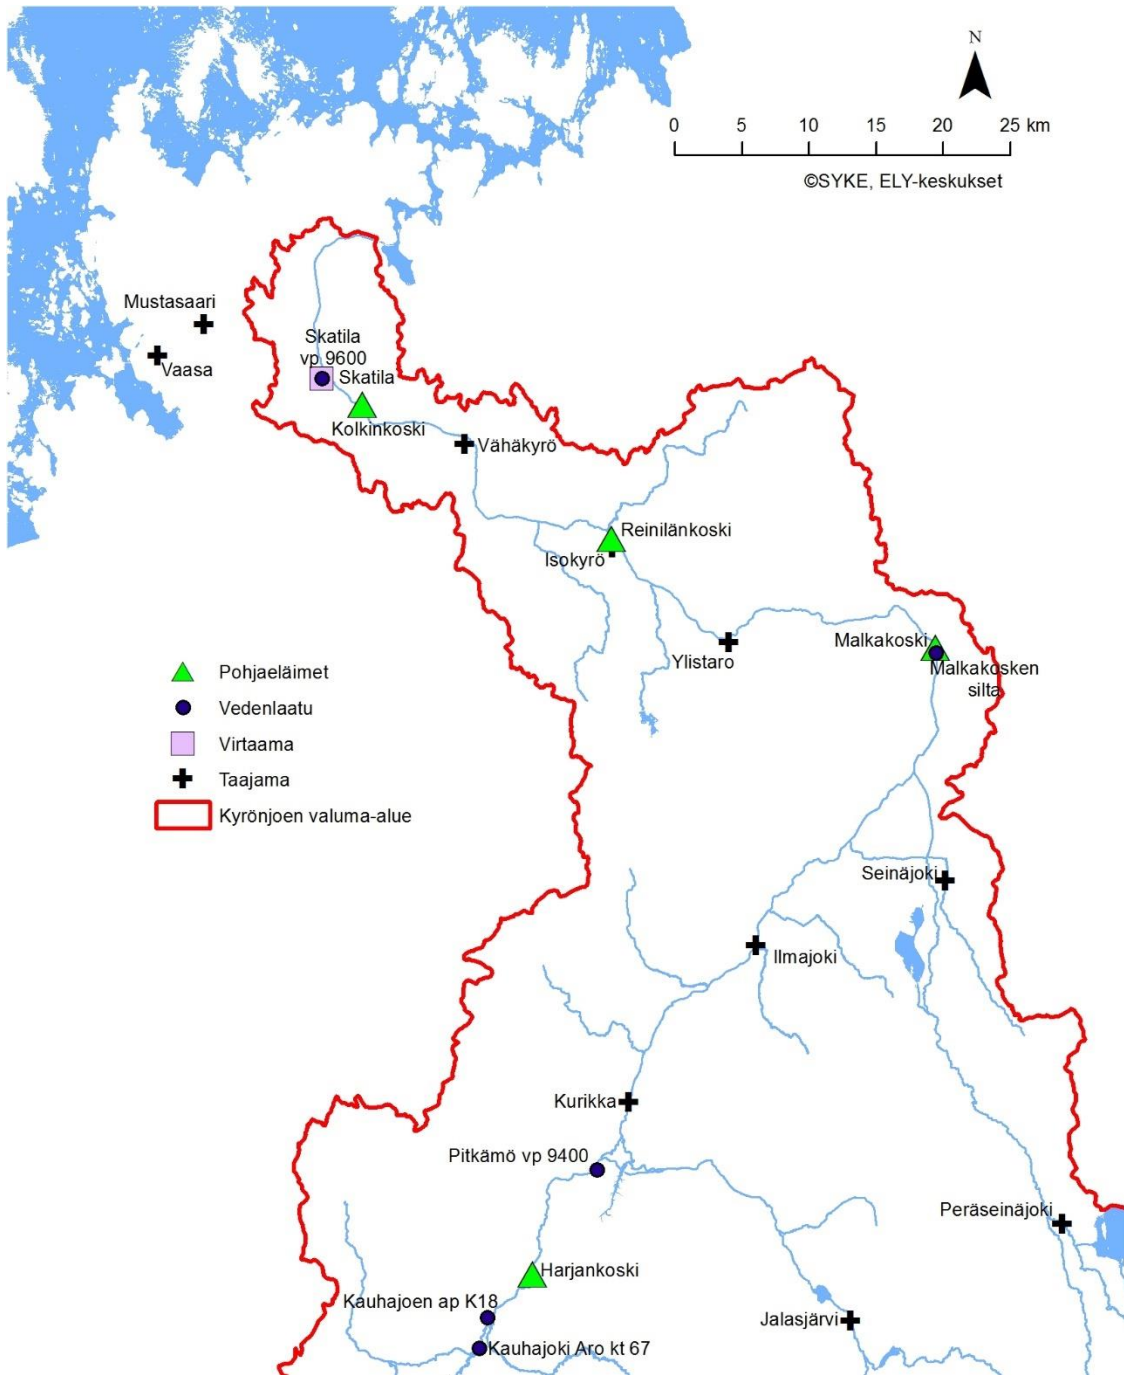 N
0 5 10 15 20 25 km
©SYKE, ELY-keskukset
Mustasaari
Vaasa
Skatila
vp 9600
Skatila
Kolkinkoski
Vähäkyrö
Reinilänkoski
Isokyrö
Ylistaro
Malkakoski
Malkakosken
silta
Pohjaeläimet
Vedenlaatu
Virtaama
Taajama
Kyrönjoen valuma-alue
Seinäjoki
Ilmajoki
Kurikka
Pitkämö vp 9400
Peräseinäjoki
Harjankoski
Kauhajoen ap K18
Jalasjärvi
Kauhajoki Aro kt 67